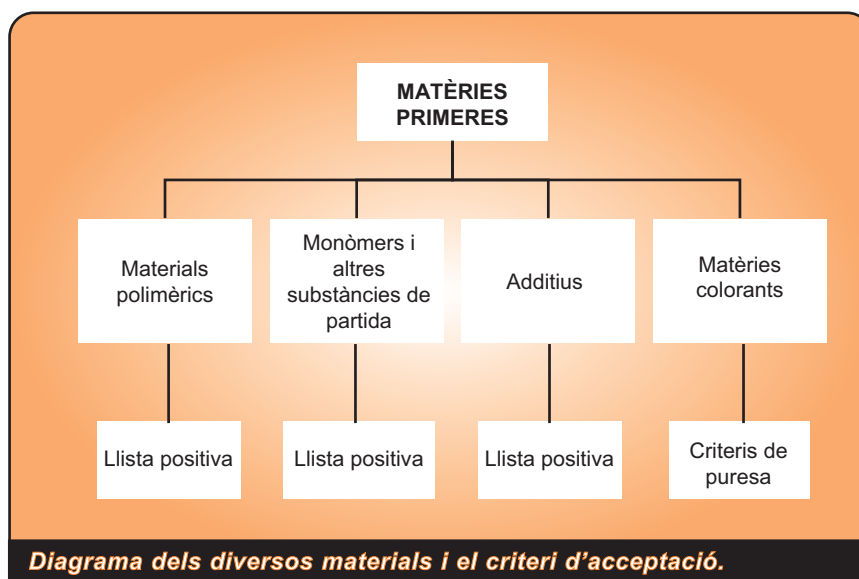 MATÈRIES
PRIMERES
Materials
polimèrics
Monòmers i
altres
substàncies de
partida
Additius
Matèries
colorants
Llista positiva
Llista positiva
Llista positiva
Criteris de
puresa
Diagrama dels diversos materials i el criteri d’acceptació.